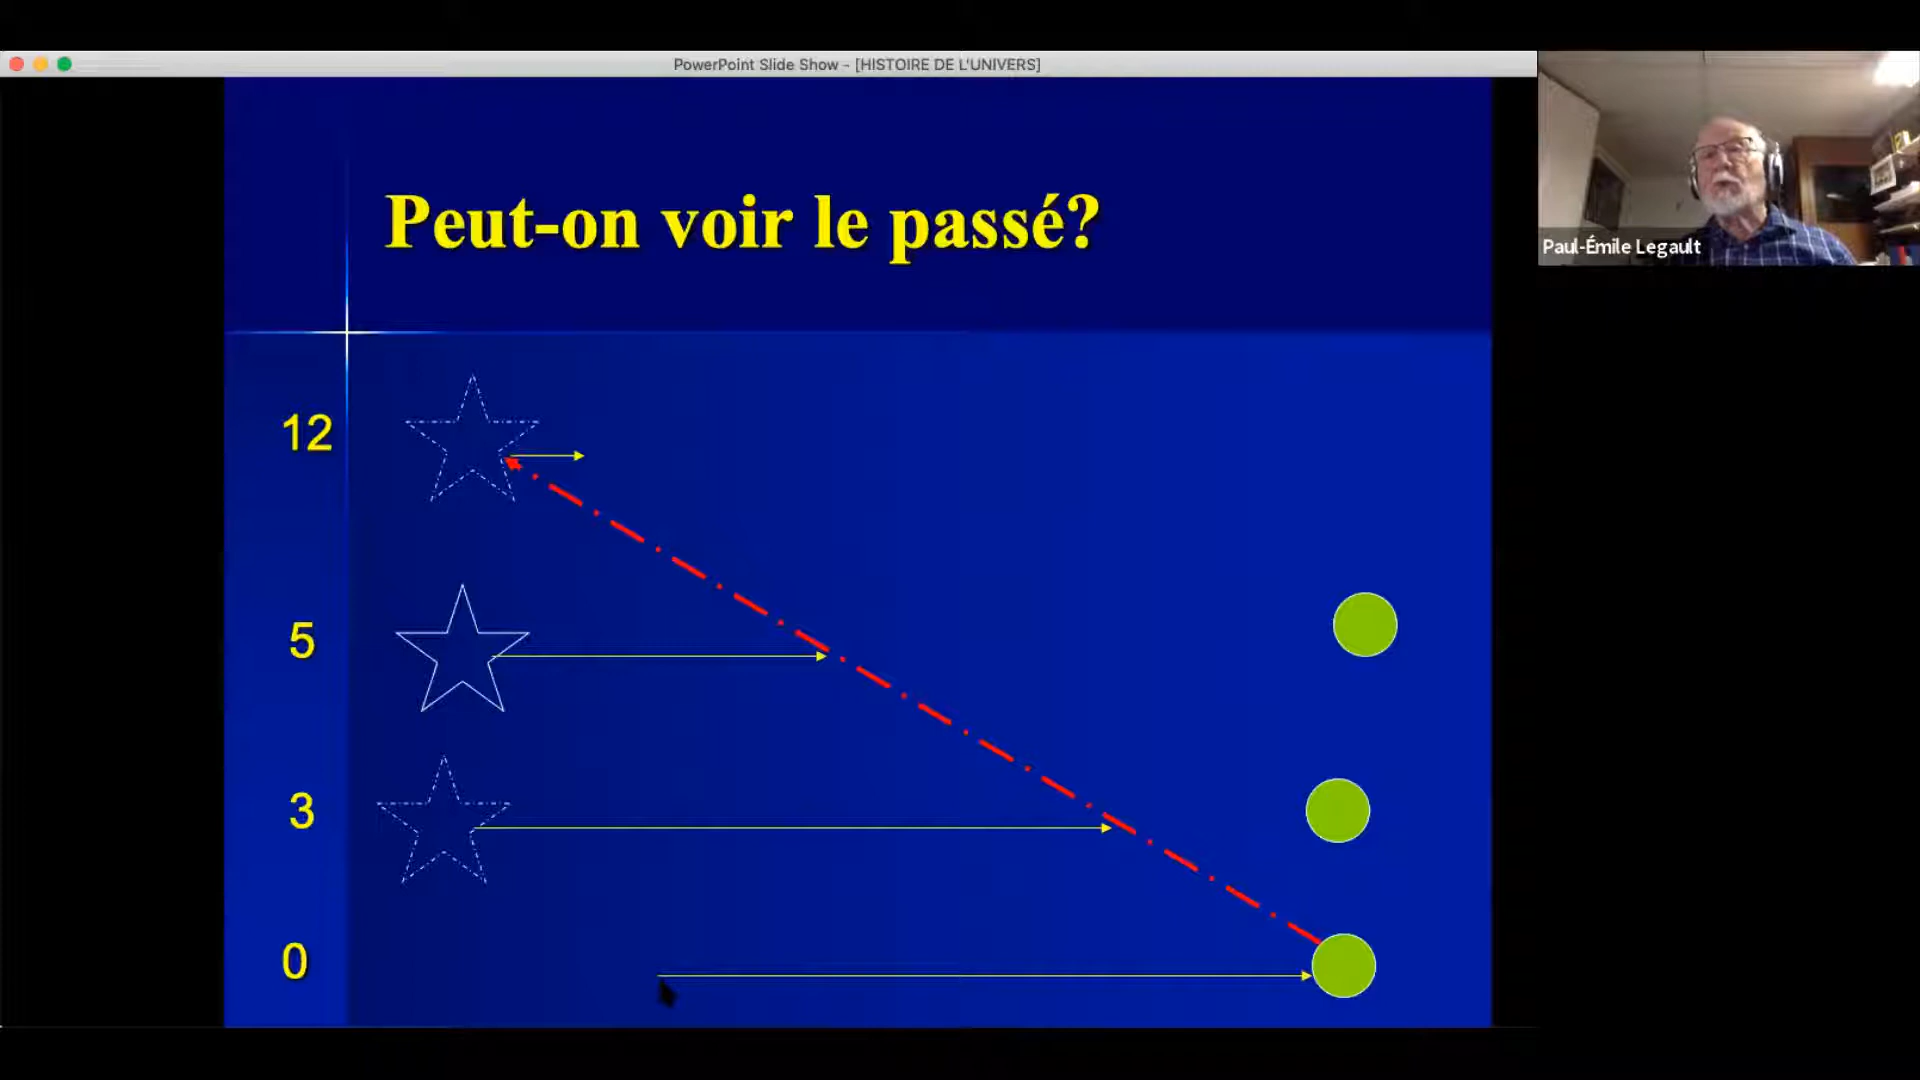 PowerPoint Slide Show - [HISTOIRE DE L'UNIVERS]
Paul-Émile Legault
Peut-on voir le passé?
12
5
3
0